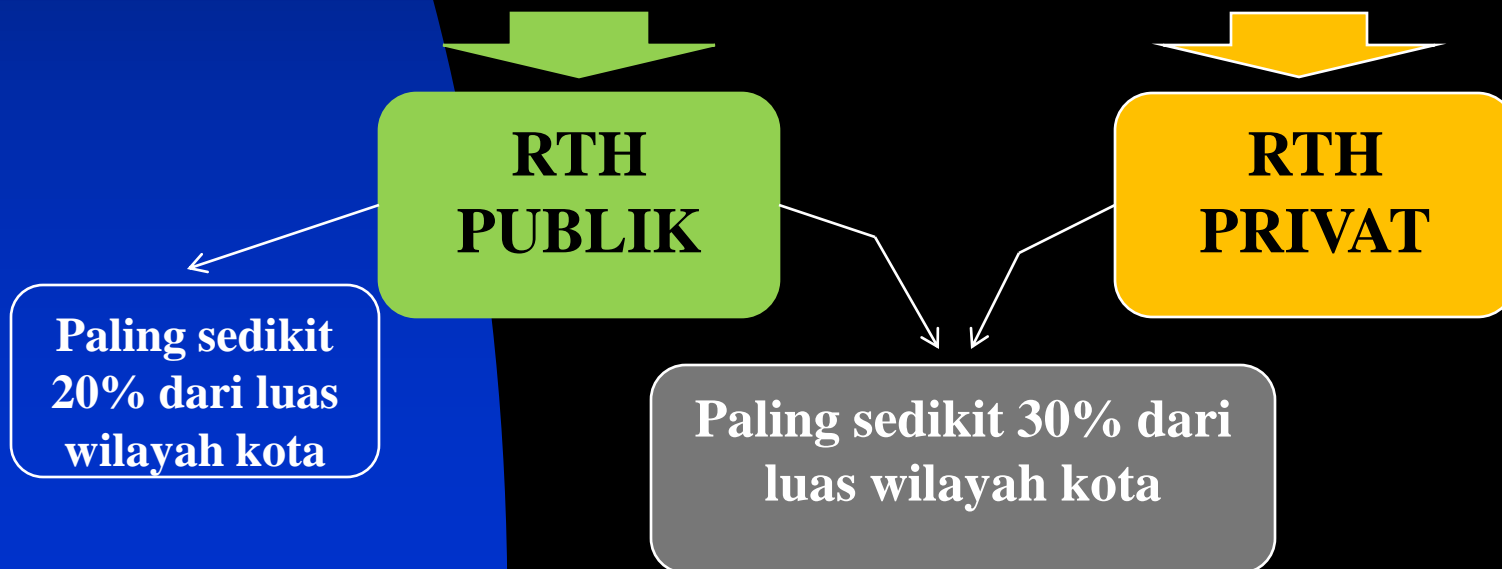 RTH
PUBLIK
RTH
PRIVAT
Paling sedikit
20% dari luas
wilayah kota
Paling sedikit 30% dari
luas wilayah kota